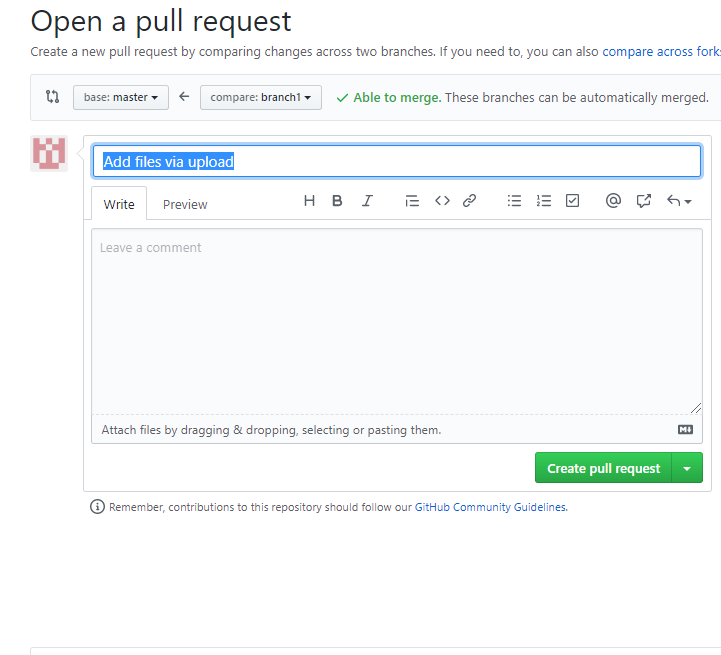 Open a pull request
Create a new pull request by comparing changes across two branches. If you need to, you can also compare across forks
base: master compare: branch1 Able to merge. These branches can be automatically merged.
Add files via upload
Write Preview H B I @
Leave a comment
Attach files by dragging & dropping, selecting or pasting them. M
Create pull request
Remember, contributions to this repository should follow our GitHub Community Guidelines.